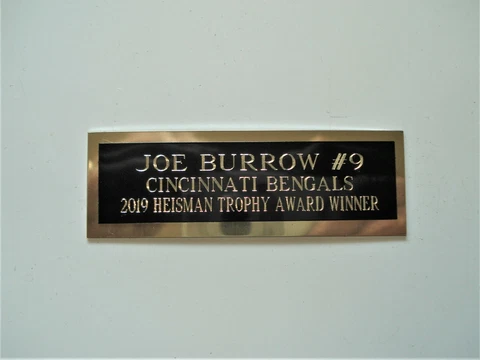 JOE BURROW #9
CINCINNATI BENGALS
2019 HEISMAN TROPHY AWARD WINNER